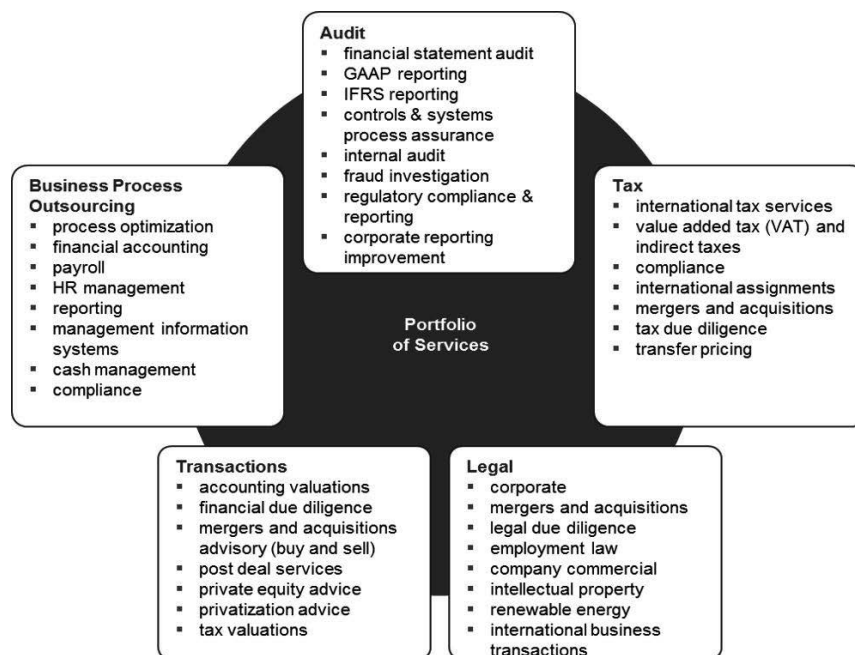 Audit
▪ financial statement audit
▪ GAAP reporting
▪ IFRS reporting
▪ controls & systems
process assurance
▪ internal audit
▪ fraud investigation
▪ regulatory compliance &
reporting
▪ corporate reporting
improvement
Business Process
Outsourcing
▪ process optimization
▪ financial accounting
▪ payroll
▪ HR management
▪ reporting
▪ management information
systems
▪ cash management
▪ compliance
Tax
▪ international tax services
▪ value added tax (VAT) and
indirect taxes
▪ compliance
▪ international assignments
▪ mergers and acquisitions
▪ tax due diligence
▪ transfer pricing
Portfolio
of Services
Transactions
▪ accounting valuations
▪ financial due diligence
▪ mergers and acquisitions
advisory (buy and sell)
▪ post deal services
▪ private equity advice
▪ privatization advice
▪ tax valuations
Legal
▪ corporate
▪ mergers and acquisitions
▪ legal due diligence
▪ employment law
▪ company commercial
▪ intellectual property
▪ renewable energy
▪ international business
transactions